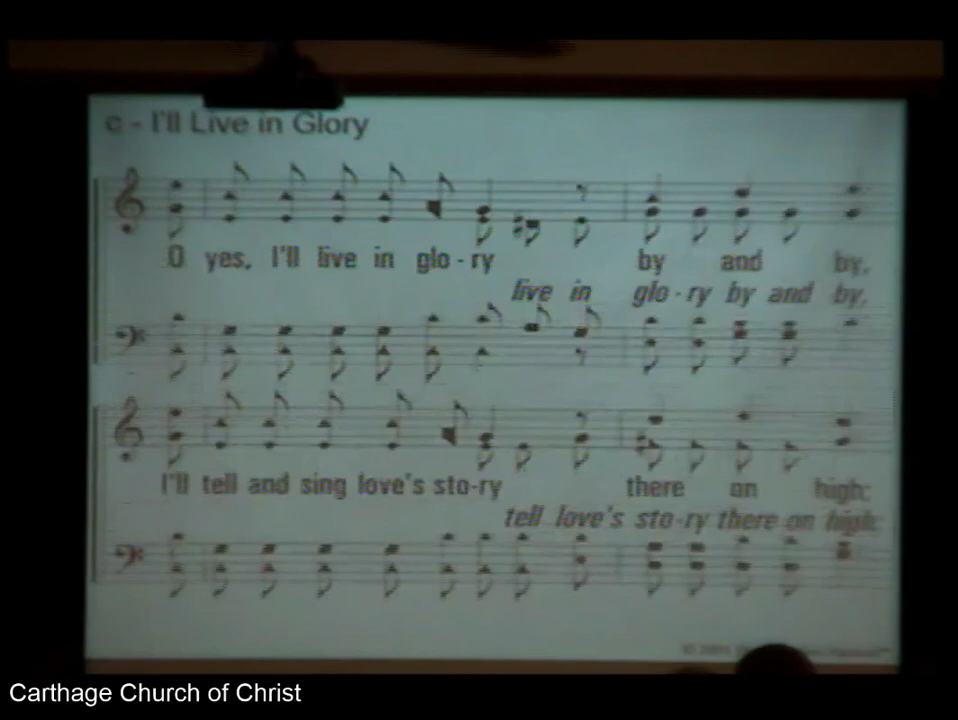 c - I'll Live in Glory
O yes, I'll live in glo - ry by and by,
live in glo - ry by and by,
I'll tell and sing love's sto-ry there on high;
tell love's sto-ry there on high;
Carthage Church of Christ